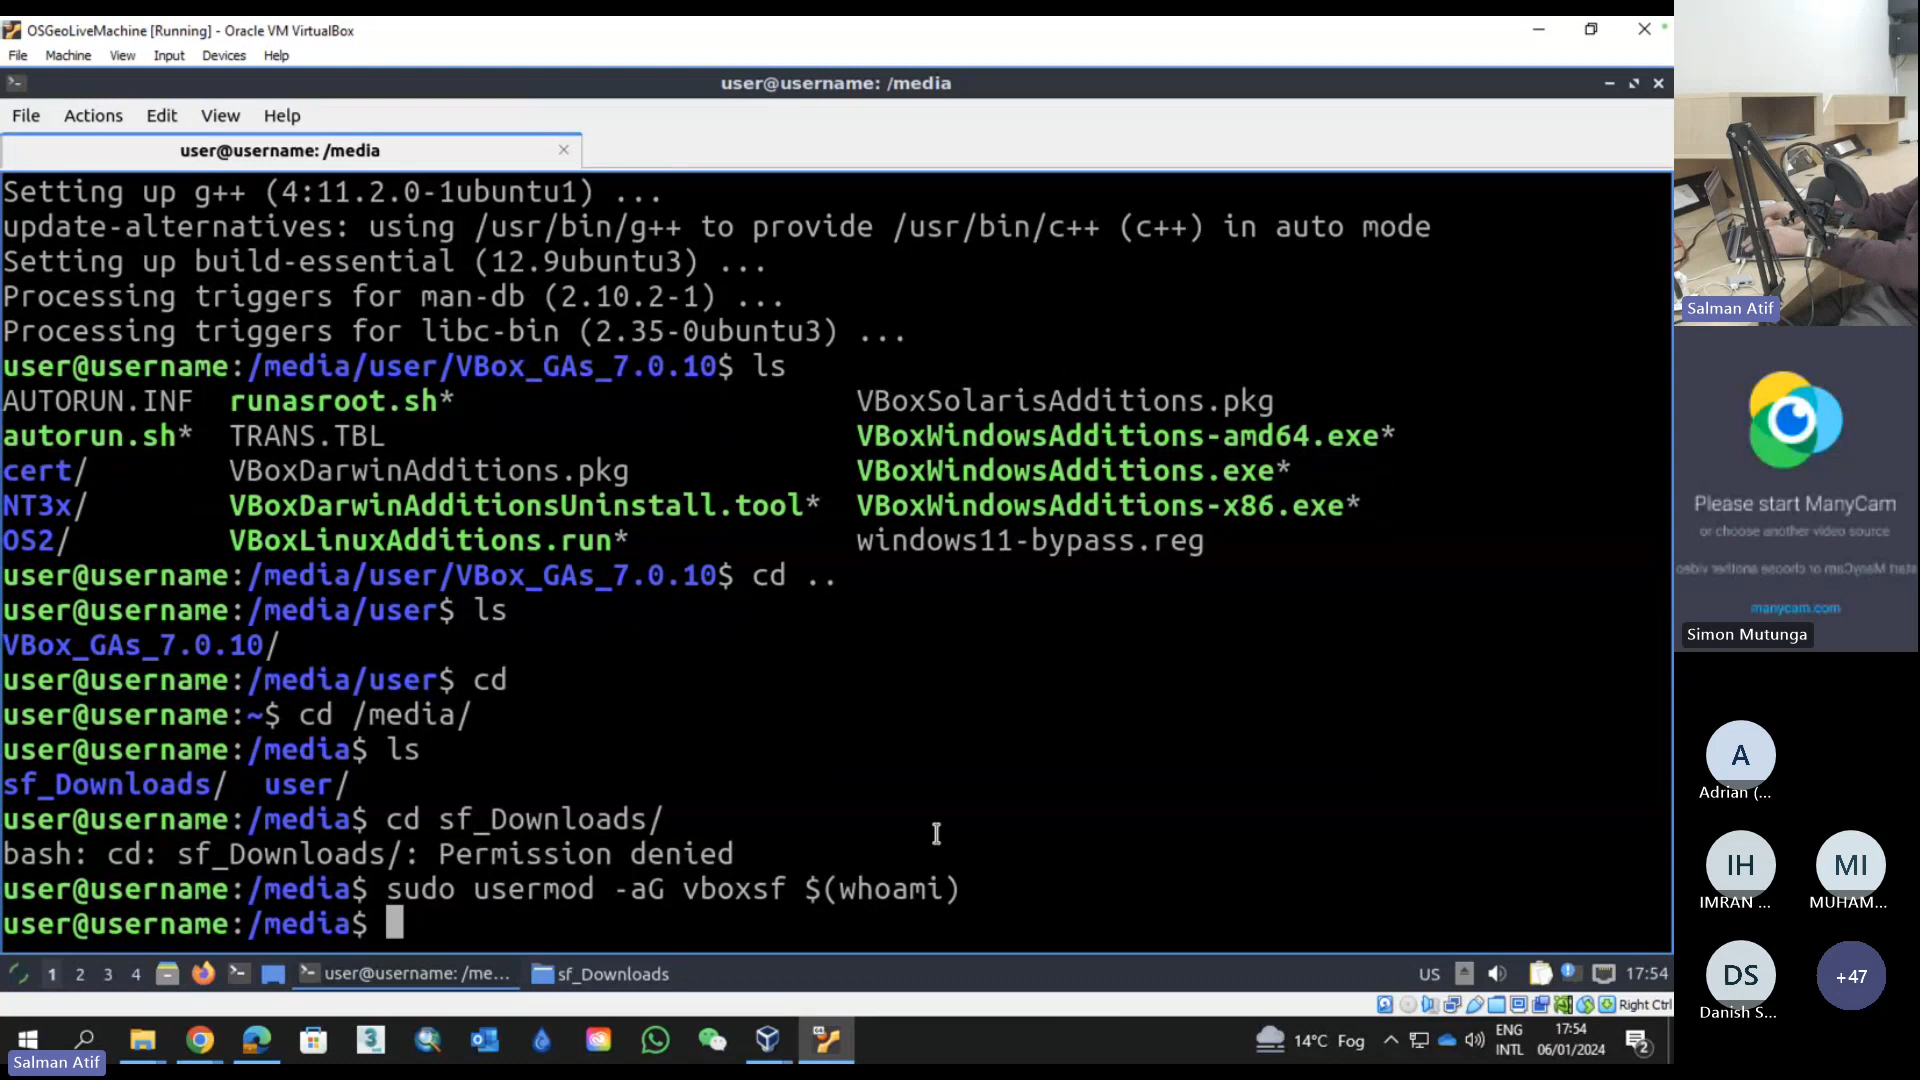 OSGeoLiveMachine [Running] - Oracle VM VirtualBox
File Machine View Input Devices Help
user@username: /media
File Actions Edit View Help
user@username: /media
Setting up g++ (4:11.2.0-1ubuntu1) ...
update-alternatives: using /usr/bin/g++ to provide /usr/bin/c++ (c++) in auto mode
Setting up build-essential (12.9ubuntu3) ...
Processing triggers for man-db (2.10.2-1) ...
Processing triggers for libc-bin (2.35-0ubuntu3) ...
user@username:/media/user/VBox_GAs_7.0.10$ ls
AUTORUN.INF runasroot.sh* VBoxSolarisAdditions.pkg
autorun.sh* TRANS.TBL VBoxWindowsAdditions-amd64.exe*
cert/ VBoxDarwinAdditions.pkg VBoxWindowsAdditions.exe*
NT3x/ VBoxDarwinAdditionsUninstall.tool* VBoxWindowsAdditions-x86.exe*
OS2/ VBoxLinuxAdditions.run* windows11-bypass.reg
user@username:/media/user/VBox_GAs_7.0.10$ cd ..
user@username:/media/user$ ls
VBox_GAs_7.0.10/
user@username:/media/user$ cd
user@username:~$ cd /media/
user@username:/media$ ls
sf_Downloads/ user/
user@username:/media$ cd sf_Downloads/
bash: cd: sf_Downloads/: Permission denied
user@username:/media$ sudo usermod -aG vboxsf $(whoami)
user@username:/media$
1 2 3 4 user@username: /me... sf_Downloads US 17:54
Right Ctrl
14°C Fog ENG INTL 17:54 06/01/2024 2
Salman Atif
Salman Atif
Please start ManyCam
or choose another video source
start ManyCam or choose another video
manycam.com
Simon Mutunga
A
Adrian (...
IH MI
IMRAN ... MUHAM...
DS +47
Danish S...